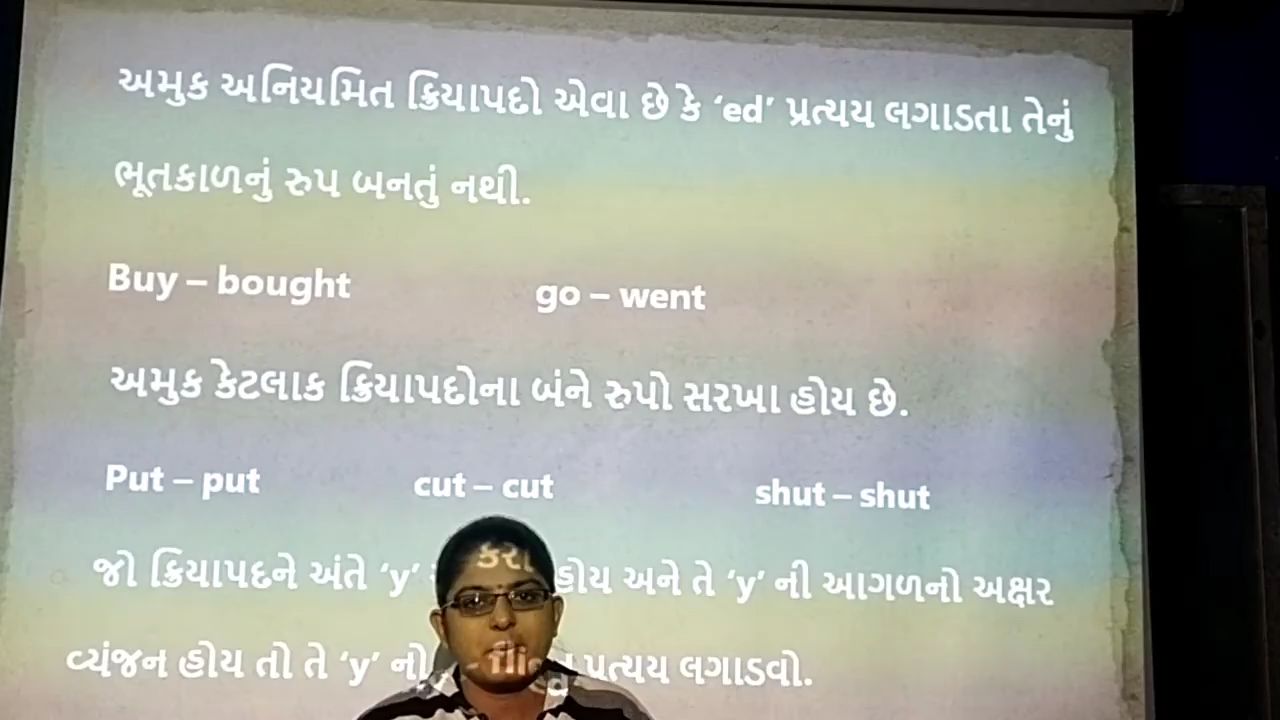 અમુક અનિયમિત ક્રિયાપદો એવા છે કે ‘ed’ પ્રત્યય લગાડતા તેનું
ભૂતકાળનું રુપ બનતું નથી.
Buy – bought go – went
અમુક કેટલાક ક્રિયાપદોના બંને રુપો સરખા હોય છે.
Put – put cut – cut shut – shut
જો ક્રિયાપદને અંતે ‘y’ હોય અને તે ‘y’ ની આગળનો અક્ષર
વ્યંજન હોય તો તે ‘y’ નો પ્રત્યય લગાડવો.